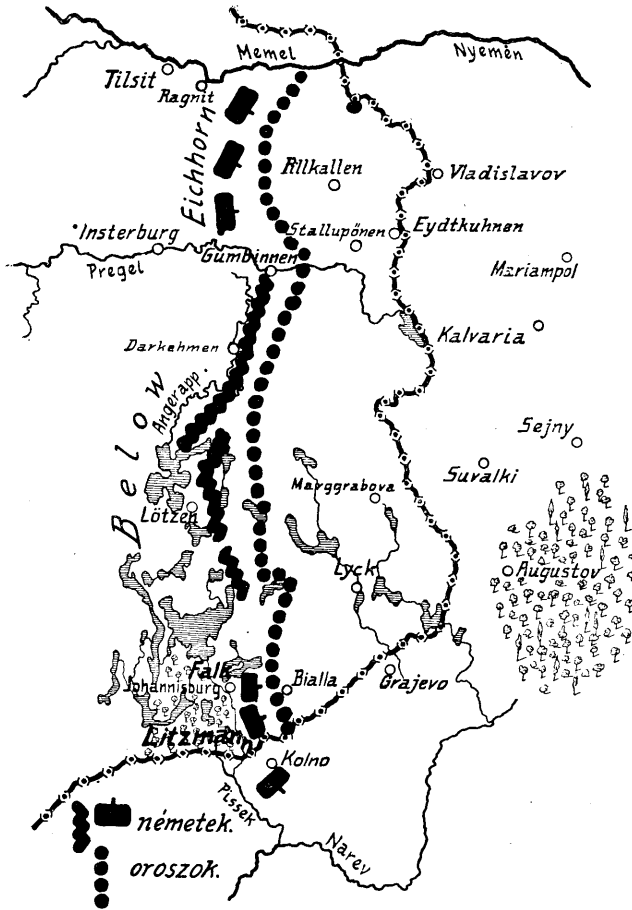 Memel
Nyemen
Tilsit
Ragnit
Eichhorn
Pillkallen
Vladislavov
Insterburg
Stallupönen
Eydtkuhnen
Pregel
Gumbinnen
Mariampol
Kalvaria
Darkehmen
Angerapp.
Below
Sejny
Suvalki
Marggrabova
Lötzen
Lyck
Augustov
Falk
Johannisburg
Bialla
Grajevo
Litzmann
Kolno
Pissek
Narev
németek.
oroszok.